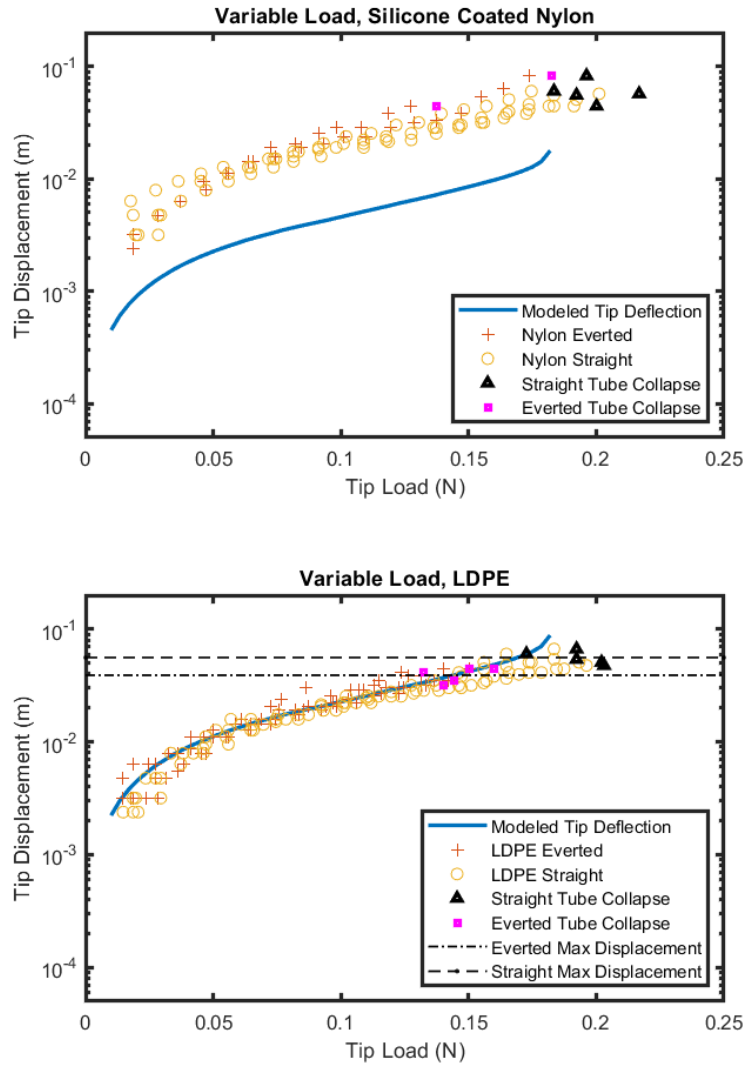 Variable Load, Silicone Coated Nylon
10^-1
10^-2
10^-3
10^-4
Tip Displacement (m)
Modeled Tip Deflection
Nylon Everted
Nylon Straight
Straight Tube Collapse
Everted Tube Collapse
0 0.05 0.1 0.15 0.2 0.25
Tip Load (N)
Variable Load, LDPE
10^-1
10^-2
10^-3
10^-4
Tip Displacement (m)
Modeled Tip Deflection
LDPE Everted
LDPE Straight
Straight Tube Collapse
Everted Tube Collapse
Everted Max Displacement
Straight Max Displacement
0 0.05 0.1 0.15 0.2 0.25
Tip Load (N)